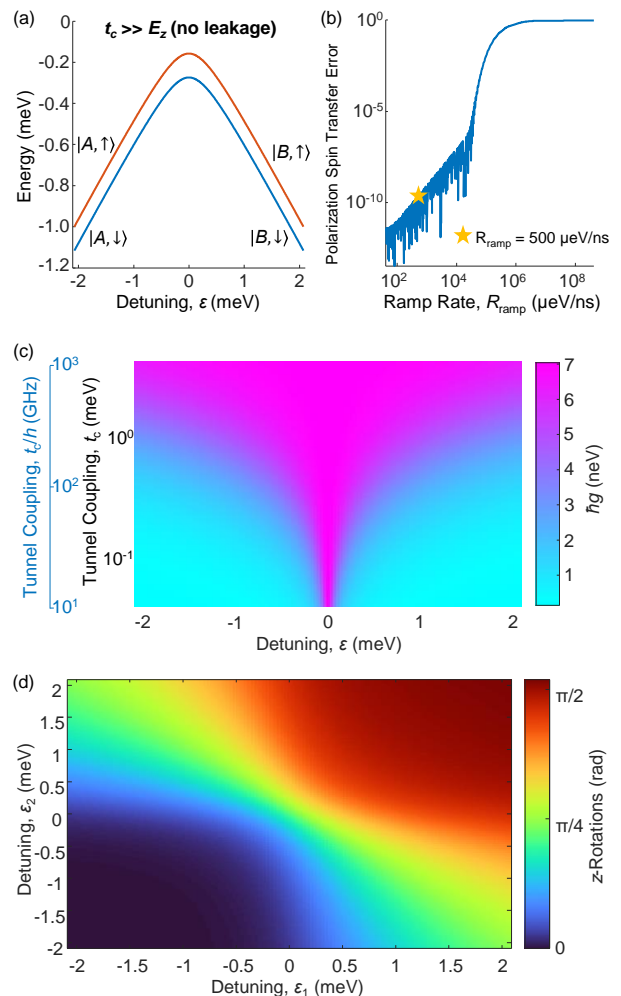 (a)
t_c >> E_z (no leakage)
0
-0.2
-0.4
-0.6
-0.8
-1.0
-1.2
Energy (meV)
|A,↑⟩
|B,↑⟩
|A,↓⟩
|B,↓⟩
-2 -1 0 1 2
Detuning, ε (meV)
(b)
10^0
10^-5
10^-10
Polarization Spin Transfer Error
R_ramp = 500 µeV/ns
10^2 10^4 10^6 10^8
Ramp Rate, R_ramp (µeV/ns)
(c)
Tunnel Coupling, t_c/h (GHz)
10^3
10^2
10^1
Tunnel Coupling, t_c (meV)
10^0
10^-1
-2 -1 0 1 2
Detuning, ε (meV)
7
6
5
4
3
2
1
ℏg (neV)
(d)
2
1.5
1
0.5
0
-0.5
-1
-1.5
-2
Detuning, ε_2 (meV)
-2 -1.5 -1 -0.5 0 0.5 1 1.5 2
Detuning, ε_1 (meV)
π/2
π/4
0
z-Rotations (rad)